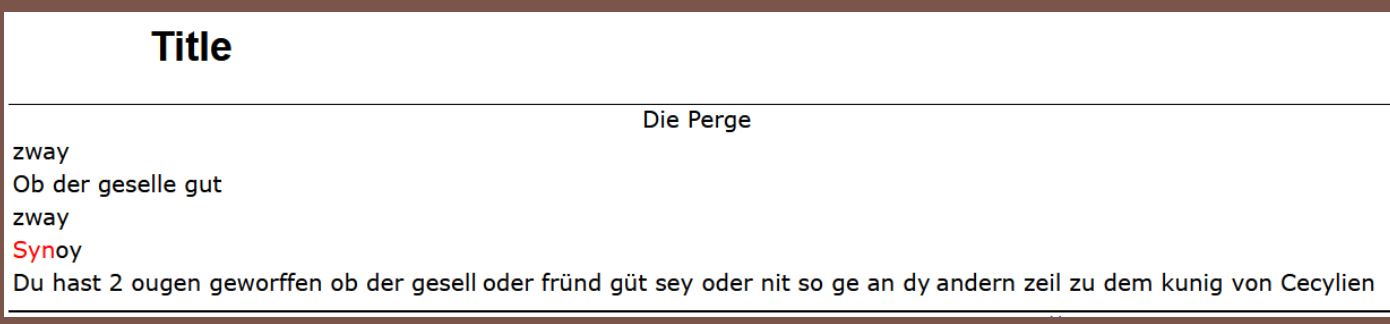 Title
Die Perge
zway
Ob der geselle gut
zway
Synoy
Du hast 2 ougen geworffen ob der gesell oder fründ güt sey oder nit so ge an dy andern zeil zu dem kunig von Cecylien